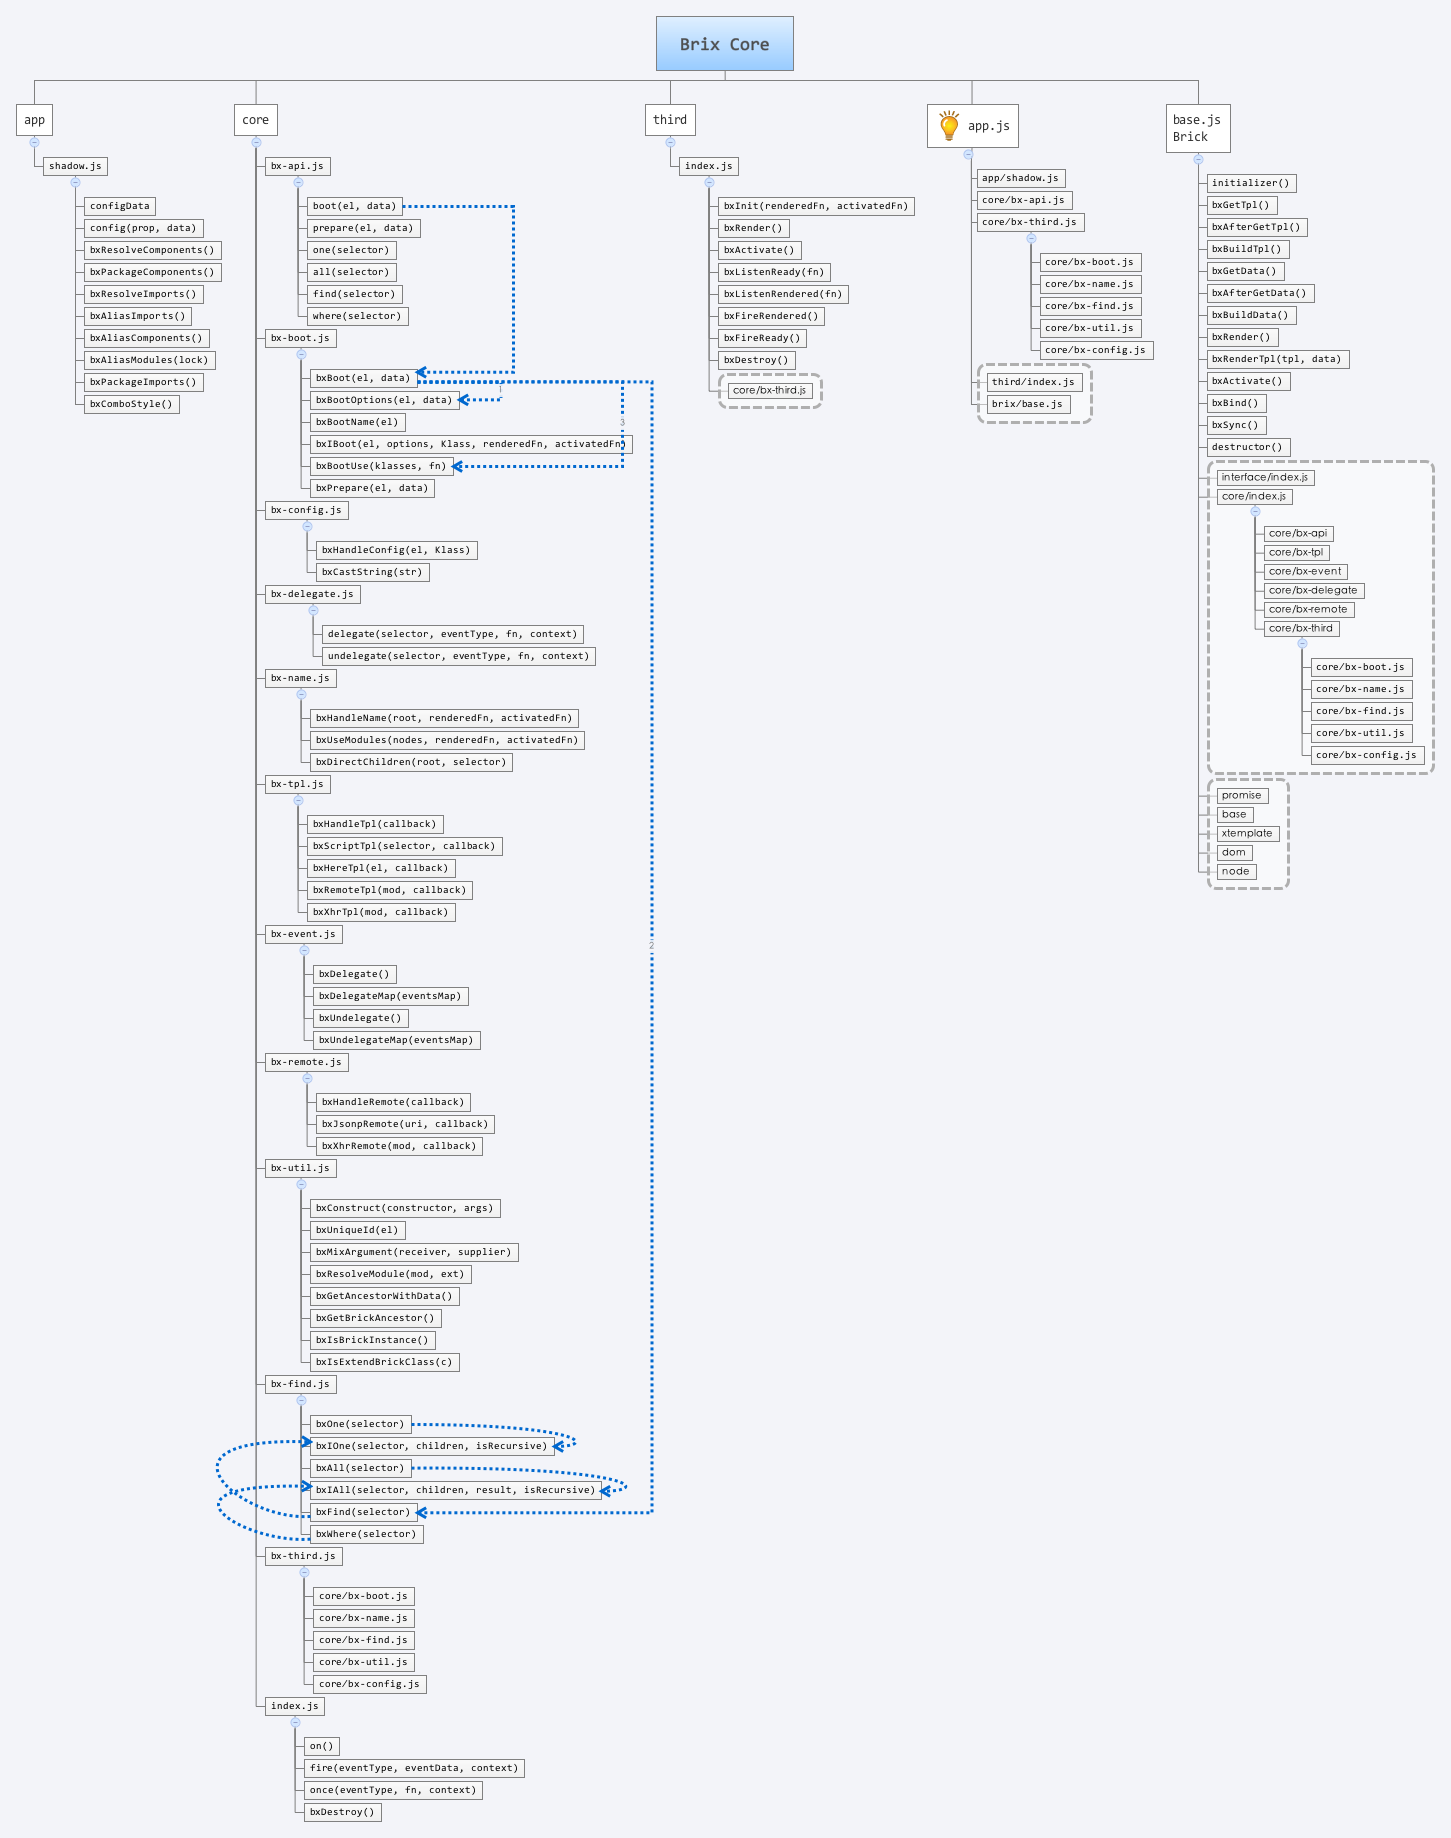 Brix Core
app
shadow.js
configData
config(prop, data)
bxResolveComponents()
bxPackageComponents()
bxResolveImports()
bxAliasImports()
bxAliasComponents()
bxAliasModules(lock)
bxPackageImports()
bxComboStyle()
core
bx-api.js
boot(el, data)
prepare(el, data)
one(selector)
all(selector)
find(selector)
where(selector)
bx-boot.js
bxBoot(el, data)
1
bxBootOptions(el, data)
bxBootName(el)
3
bxIBoot(el, options, Klass, renderedFn, activatedFn)
bxBootUse(klasses, fn)
bxPrepare(el, data)
bx-config.js
bxHandleConfig(el, Klass)
bxCastString(str)
bx-delegate.js
delegate(selector, eventType, fn, context)
undelegate(selector, eventType, fn, context)
bx-name.js
bxHandleName(root, renderedFn, activatedFn)
bxUseModules(nodes, renderedFn, activatedFn)
bxDirectChildren(root, selector)
bx-tpl.js
bxHandleTpl(callback)
bxScriptTpl(selector, callback)
bxHereTpl(el, callback)
bxRemoteTpl(mod, callback)
bxXhrTpl(mod, callback)
bx-event.js
2
bxDelegate()
bxDelegateMap(eventsMap)
bxUndelegate()
bxUndelegateMap(eventsMap)
bx-remote.js
bxHandleRemote(callback)
bxJsonpRemote(uri, callback)
bxXhrRemote(mod, callback)
bx-util.js
bxConstruct(constructor, args)
bxUniqueId(el)
bxMixArgument(receiver, supplier)
bxResolveModule(mod, ext)
bxGetAncestorWithData()
bxGetBrickAncestor()
bxIsBrickInstance()
bxIsExtendBrickClass(c)
bx-find.js
bxOne(selector)
bxIOne(selector, children, isRecursive)
bxAll(selector)
bxIAll(selector, children, result, isRecursive)
bxFind(selector)
bxWhere(selector)
bx-third.js
core/bx-boot.js
core/bx-name.js
core/bx-find.js
core/bx-util.js
core/bx-config.js
index.js
on()
fire(eventType, eventData, context)
once(eventType, fn, context)
bxDestroy()
third
index.js
bxInit(renderedFn, activatedFn)
bxRender()
bxActivate()
bxListenReady(fn)
bxListenRendered(fn)
bxFireRendered()
bxFireReady()
bxDestroy()
core/bx-third.js
app.js
app/shadow.js
core/bx-api.js
core/bx-third.js
core/bx-boot.js
core/bx-name.js
core/bx-find.js
core/bx-util.js
core/bx-config.js
third/index.js
brix/base.js
base.js
Brick
initializer()
bxGetTpl()
bxAfterGetTpl()
bxBuildTpl()
bxGetData()
bxAfterGetData()
bxBuildData()
bxRender()
bxRenderTpl(tpl, data)
bxActivate()
bxBind()
bxSync()
destructor()
interface/index.js
core/index.js
core/bx-api
core/bx-tpl
core/bx-event
core/bx-delegate
core/bx-remote
core/bx-third
core/bx-boot.js
core/bx-name.js
core/bx-find.js
core/bx-util.js
core/bx-config.js
promise
base
xtemplate
dom
node